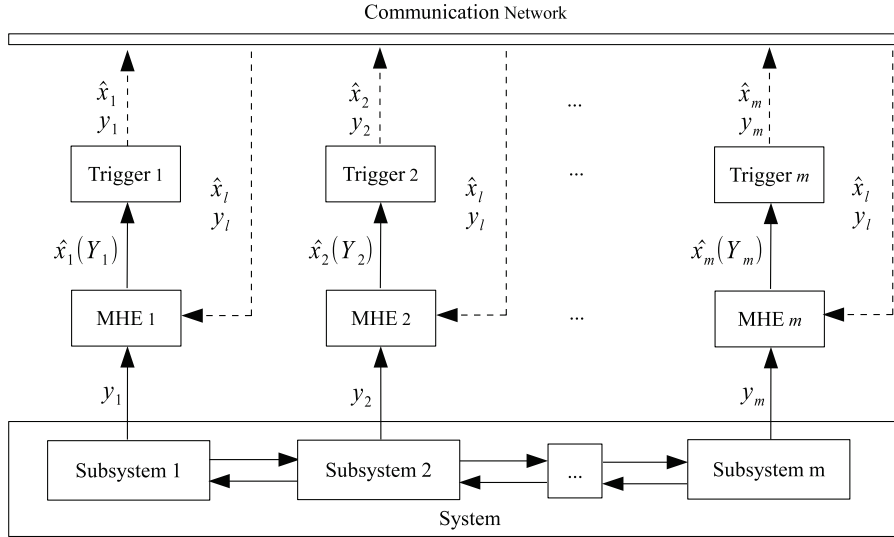 Communication Network
x̂₁ x̂₂ ... x̂ₘ
y₁ y₂ yₘ
Trigger 1 Trigger 2 ... Trigger m
x̂ₗ x̂ₗ x̂ₗ
yₗ yₗ yₗ
x̂₁(Y₁) x̂₂(Y₂) x̂ₘ(Yₘ)
MHE 1 MHE 2 ... MHE m
y₁ y₂ yₘ
Subsystem 1 Subsystem 2 ... Subsystem m
System